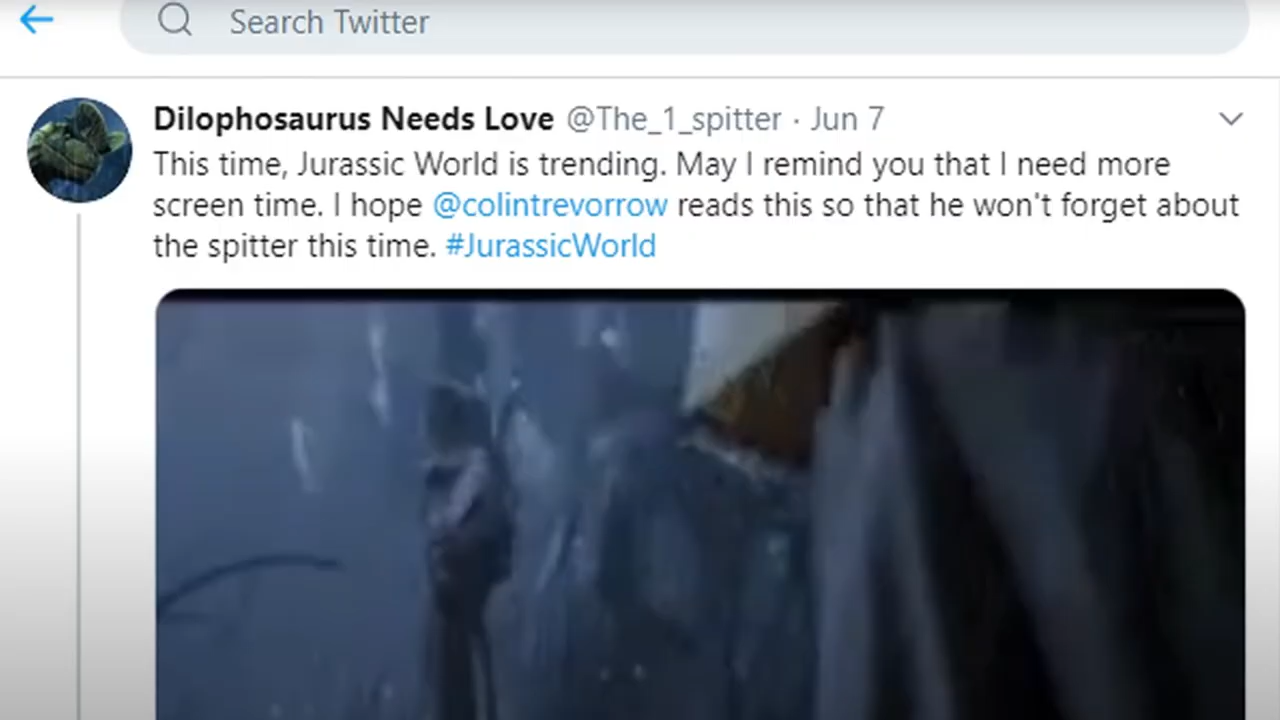 Search Twitter
Dilophosaurus Needs Love @The_1_spitter · Jun 7
This time, Jurassic World is trending. May I remind you that I need more
screen time. I hope @colintrevorrow reads this so that he won't forget about
the spitter this time. #JurassicWorld